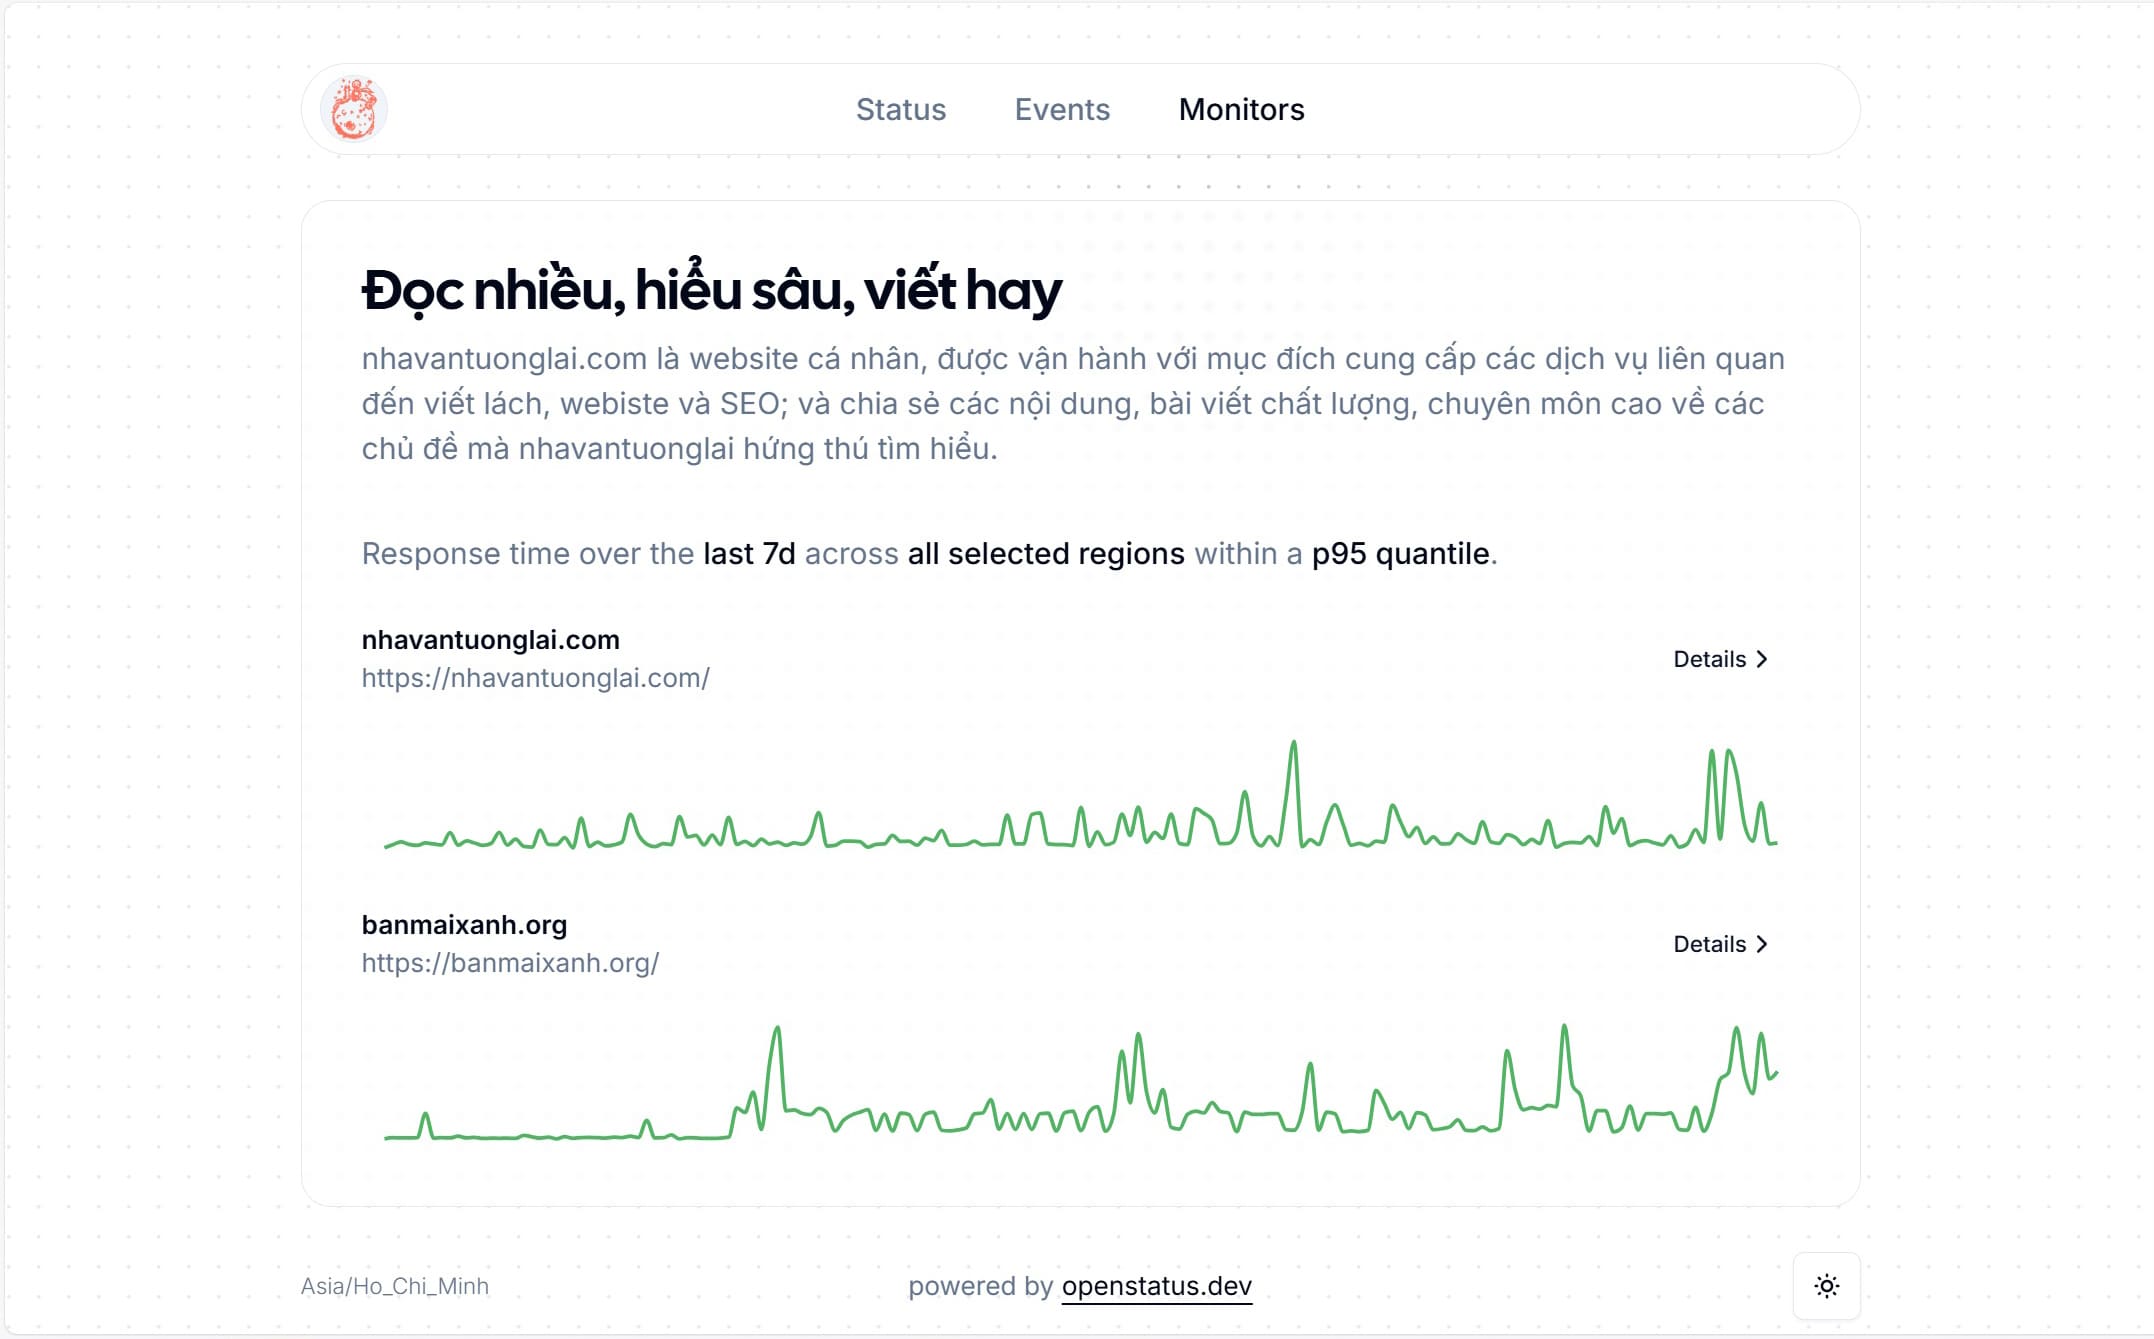 Status
Events
Monitors
Đọc nhiều, hiểu sâu, viết hay
nhavantuonglai.com là website cá nhân, được vận hành với mục đích cung cấp các dịch vụ liên quan
đến viết lách, webiste và SEO; và chia sẻ các nội dung, bài viết chất lượng, chuyên môn cao về các
chủ đề mà nhavantuonglai hứng thú tìm hiểu.
Response time over the last 7d across all selected regions within a p95 quantile.
nhavantuonglai.com
https://nhavantuonglai.com/
Details
banmaixanh.org
https://banmaixanh.org/
Details
Asia/Ho_Chi_Minh
powered by openstatus.dev